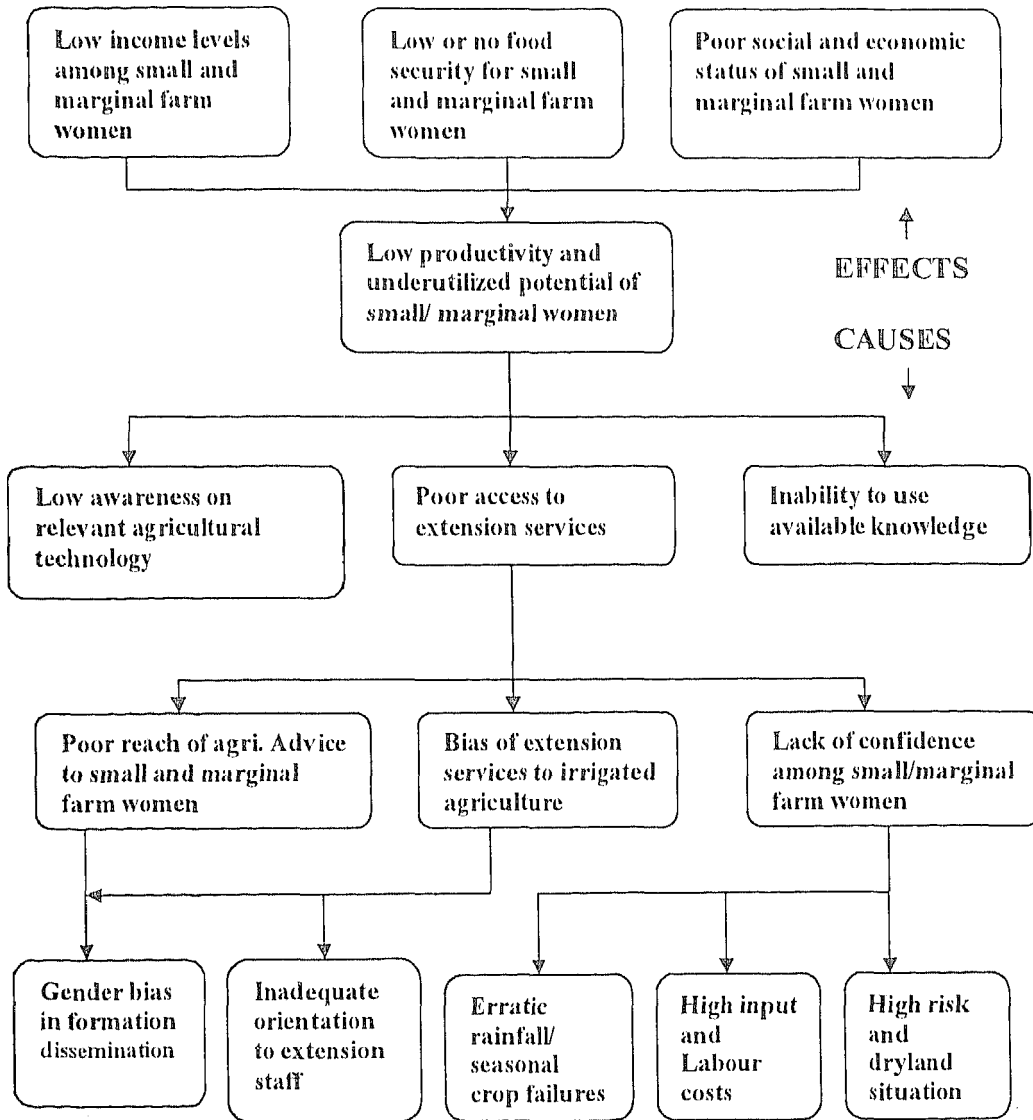 Low income levels
among small and
marginal farm
women
Low or no food
security for small
and marginal farm
women
Poor social and economic
status of small and
marginal farm women
Low productivity and
underutilized potential of
small/ marginal women
EFFECTS
CAUSES
Low awareness on
relevant agricultural
technology
Poor access to
extension services
Inability to use
available knowledge
Poor reach of agri. Advice
to small and marginal
farm women
Bias of extension
services to irrigated
agriculture
Lack of confidence
among small/marginal
farm women
Gender bias
in formation
dissemination
Inadequate
orientation
to extension
staff
Erratic
rainfall/
seasonal
crop failures
High input
and
Labour
costs
High risk
and
dryland
situation